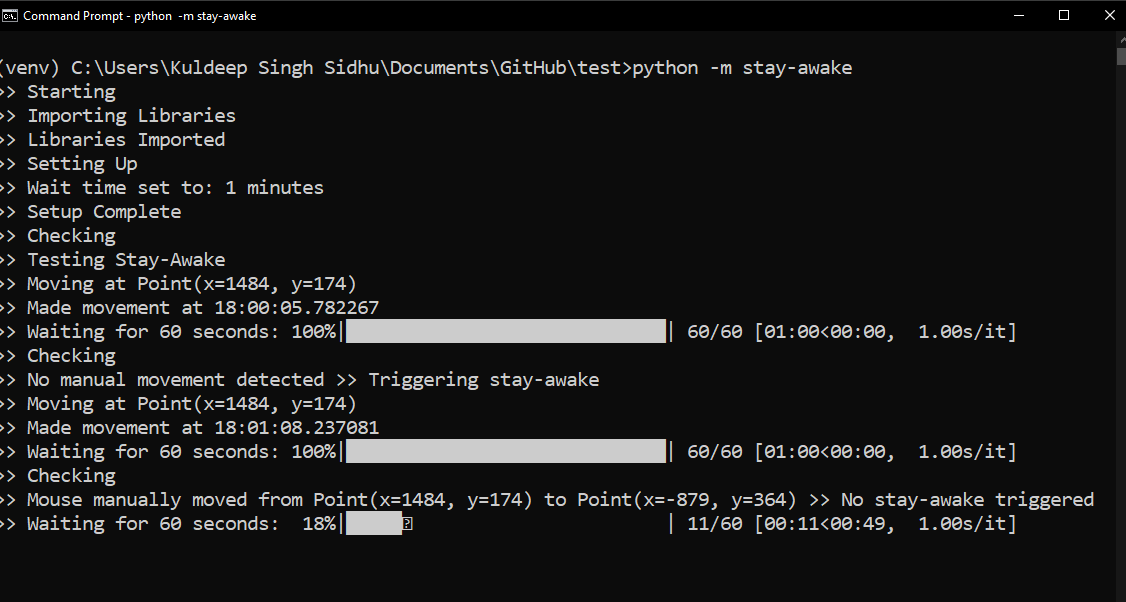 Command Prompt - python -m stay-awake
(venv) C:\Users\Kuldeep Singh Sidhu\Documents\GitHub\test>python -m stay-awake
>> Starting
>> Importing Libraries
>> Libraries Imported
>> Setting Up
>> Wait time set to: 1 minutes
>> Setup Complete
>> Checking
>> Testing Stay-Awake
>> Moving at Point(x=1484, y=174)
>> Made movement at 18:00:05.782267
>> Waiting for 60 seconds: 100%|██████████| 60/60 [01:00<00:00,  1.00s/it]
>> Checking
>> No manual movement detected >> Triggering stay-awake
>> Moving at Point(x=1484, y=174)
>> Made movement at 18:01:08.237081
>> Waiting for 60 seconds: 100%|██████████| 60/60 [01:00<00:00,  1.00s/it]
>> Checking
>> Mouse manually moved from Point(x=1484, y=174) to Point(x=-879, y=364) >> No stay-awake triggered
>> Waiting for 60 seconds:  18%|█ | 11/60 [00:11<00:49,  1.00s/it]